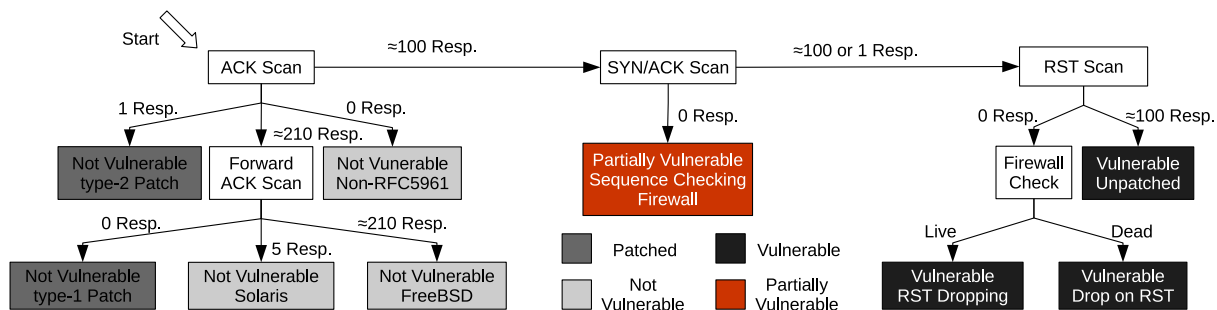 Start
ACK Scan
≈100 Resp.
SYN/ACK Scan
≈100 or 1 Resp.
RST Scan
1 Resp.
≈210 Resp.
0 Resp.
0 Resp.
0 Resp.
≈100 Resp.
Not Vulnerable
type-2 Patch
Forward
ACK Scan
Not Vunerable
Non-RFC5961
Partially Vulnerable
Sequence Checking
Firewall
Firewall
Check
Vulnerable
Unpatched
0 Resp.
5 Resp.
≈210 Resp.
Live
Dead
Not Vulnerable
type-1 Patch
Not Vulnerable
Solaris
Not Vulnerable
FreeBSD
Patched
Vulnerable
Not
Vulnerable
Partially
Vulnerable
Vulnerable
RST Dropping
Vulnerable
Drop on RST